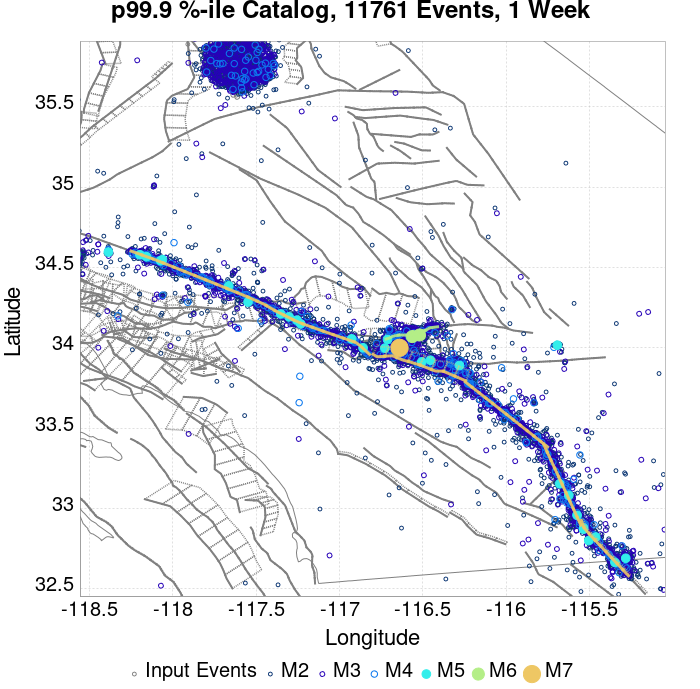 p99.9 %-ile Catalog, 11761 Events, 1 Week
35.5
35
34.5
34
33.5
33
32.5
Latitude
-118.5 -118 -117.5 -117 -116.5 -116 -115.5
Longitude
Input Events M2 M3 M4 M5 M6 M7